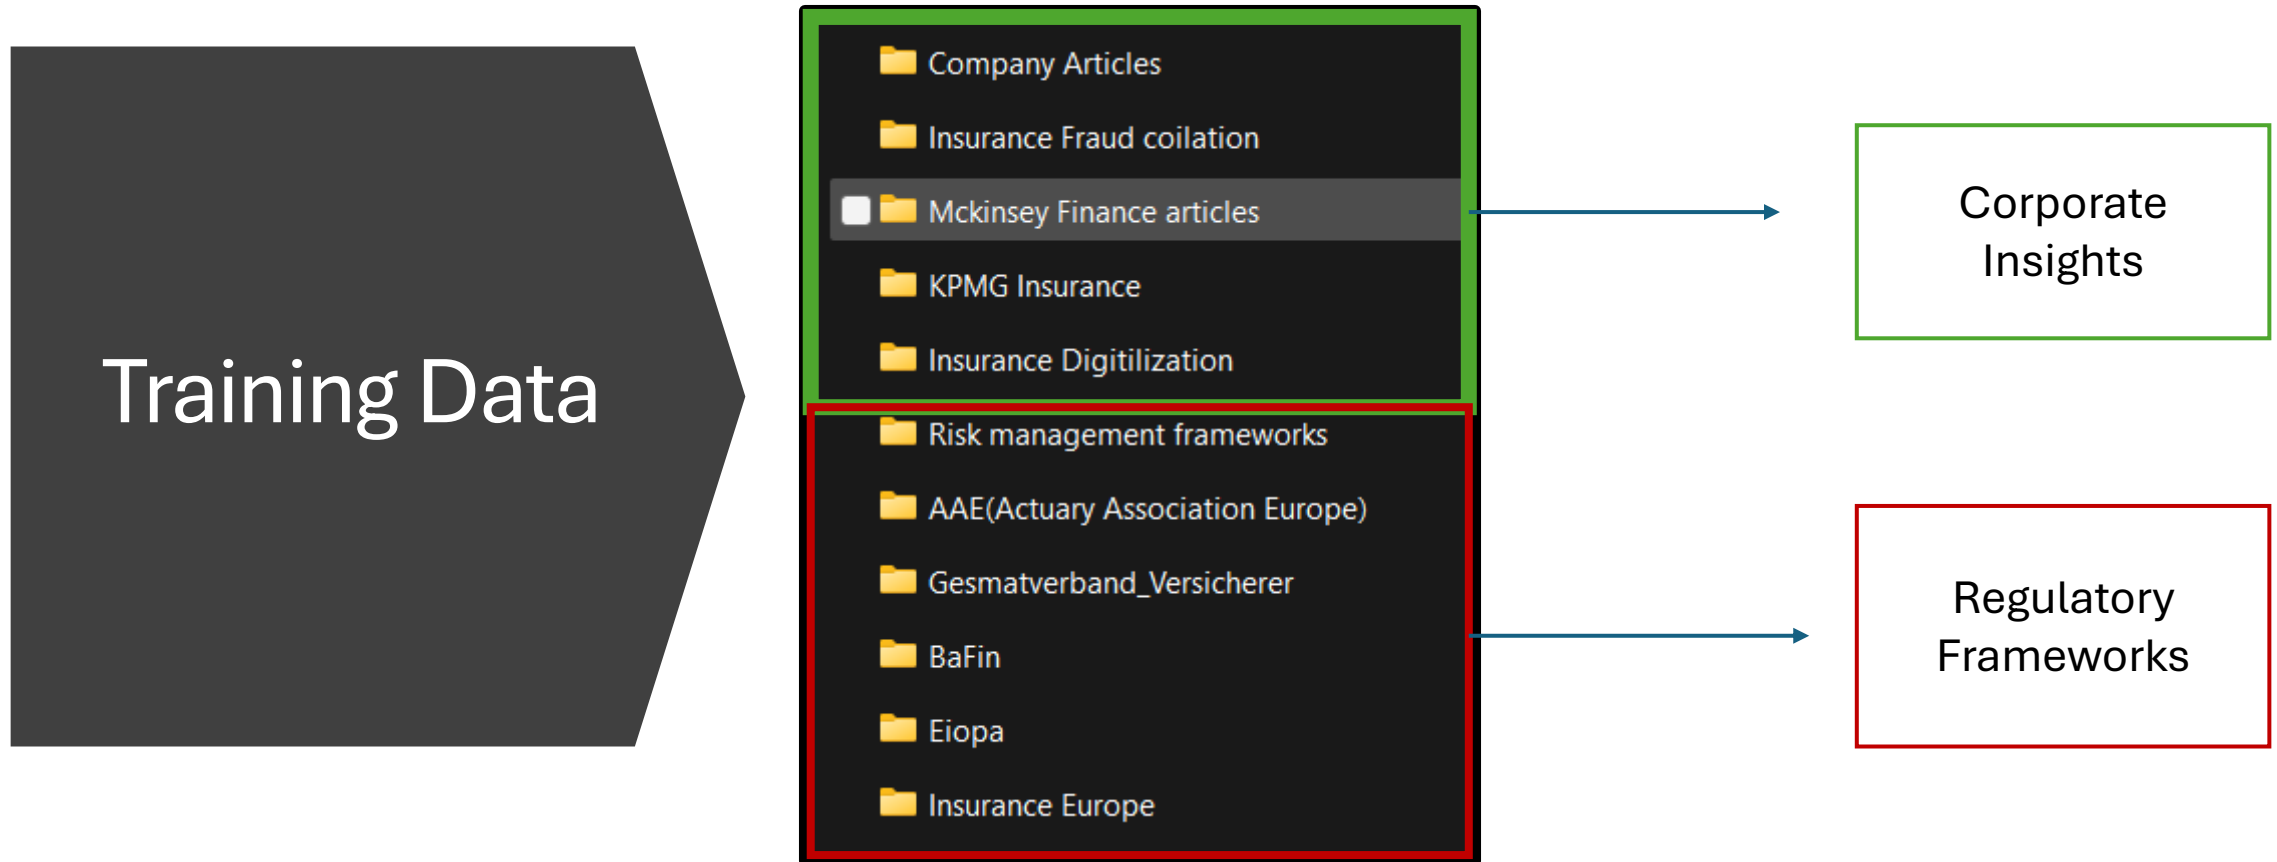 Training Data
Company Articles
Insurance Fraud coilation
Mckinsey Finance articles
KPMG Insurance
Insurance Digitilization
Risk management frameworks
AAE(Actuary Association Europe)
Gesmatverband_Versicherer
BaFin
Eiopa
Insurance Europe
Corporate
Insights
Regulatory
Frameworks